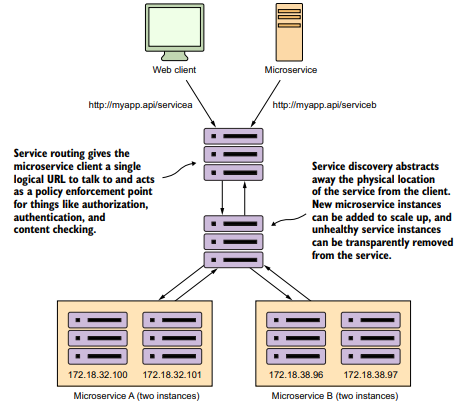 Web client
Microservice
http://myapp.api/servicea
http://myapp.api/serviceb
Service routing gives the
microservice client a single
logical URL to talk to and acts
as a policy enforcement point
for things like authorization,
authentication, and
content checking.
Service discovery abstracts
away the physical location
of the service from the client.
New microservice instances
can be added to scale up, and
unhealthy service instances
can be transparently removed
from the service.
172.18.32.100
172.18.32.101
172.18.38.96
172.18.38.97
Microservice A (two instances)
Microservice B (two instances)